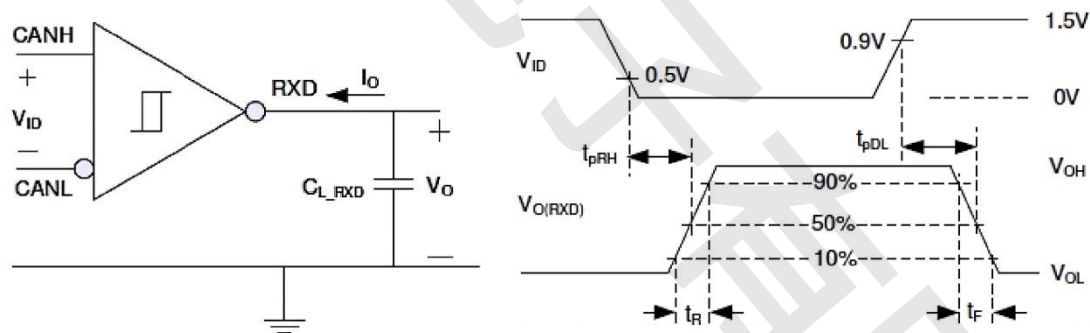 CANH
+
V_ID
—
CANL
RXD
I_O
+
C_L_RXD
V_O
—
V_ID
0.5V
0.9V
1.5V
0V
t_pRH
t_pDL
V_O(RXD)
90%
50%
10%
V_OH
V_OL
t_R
t_F